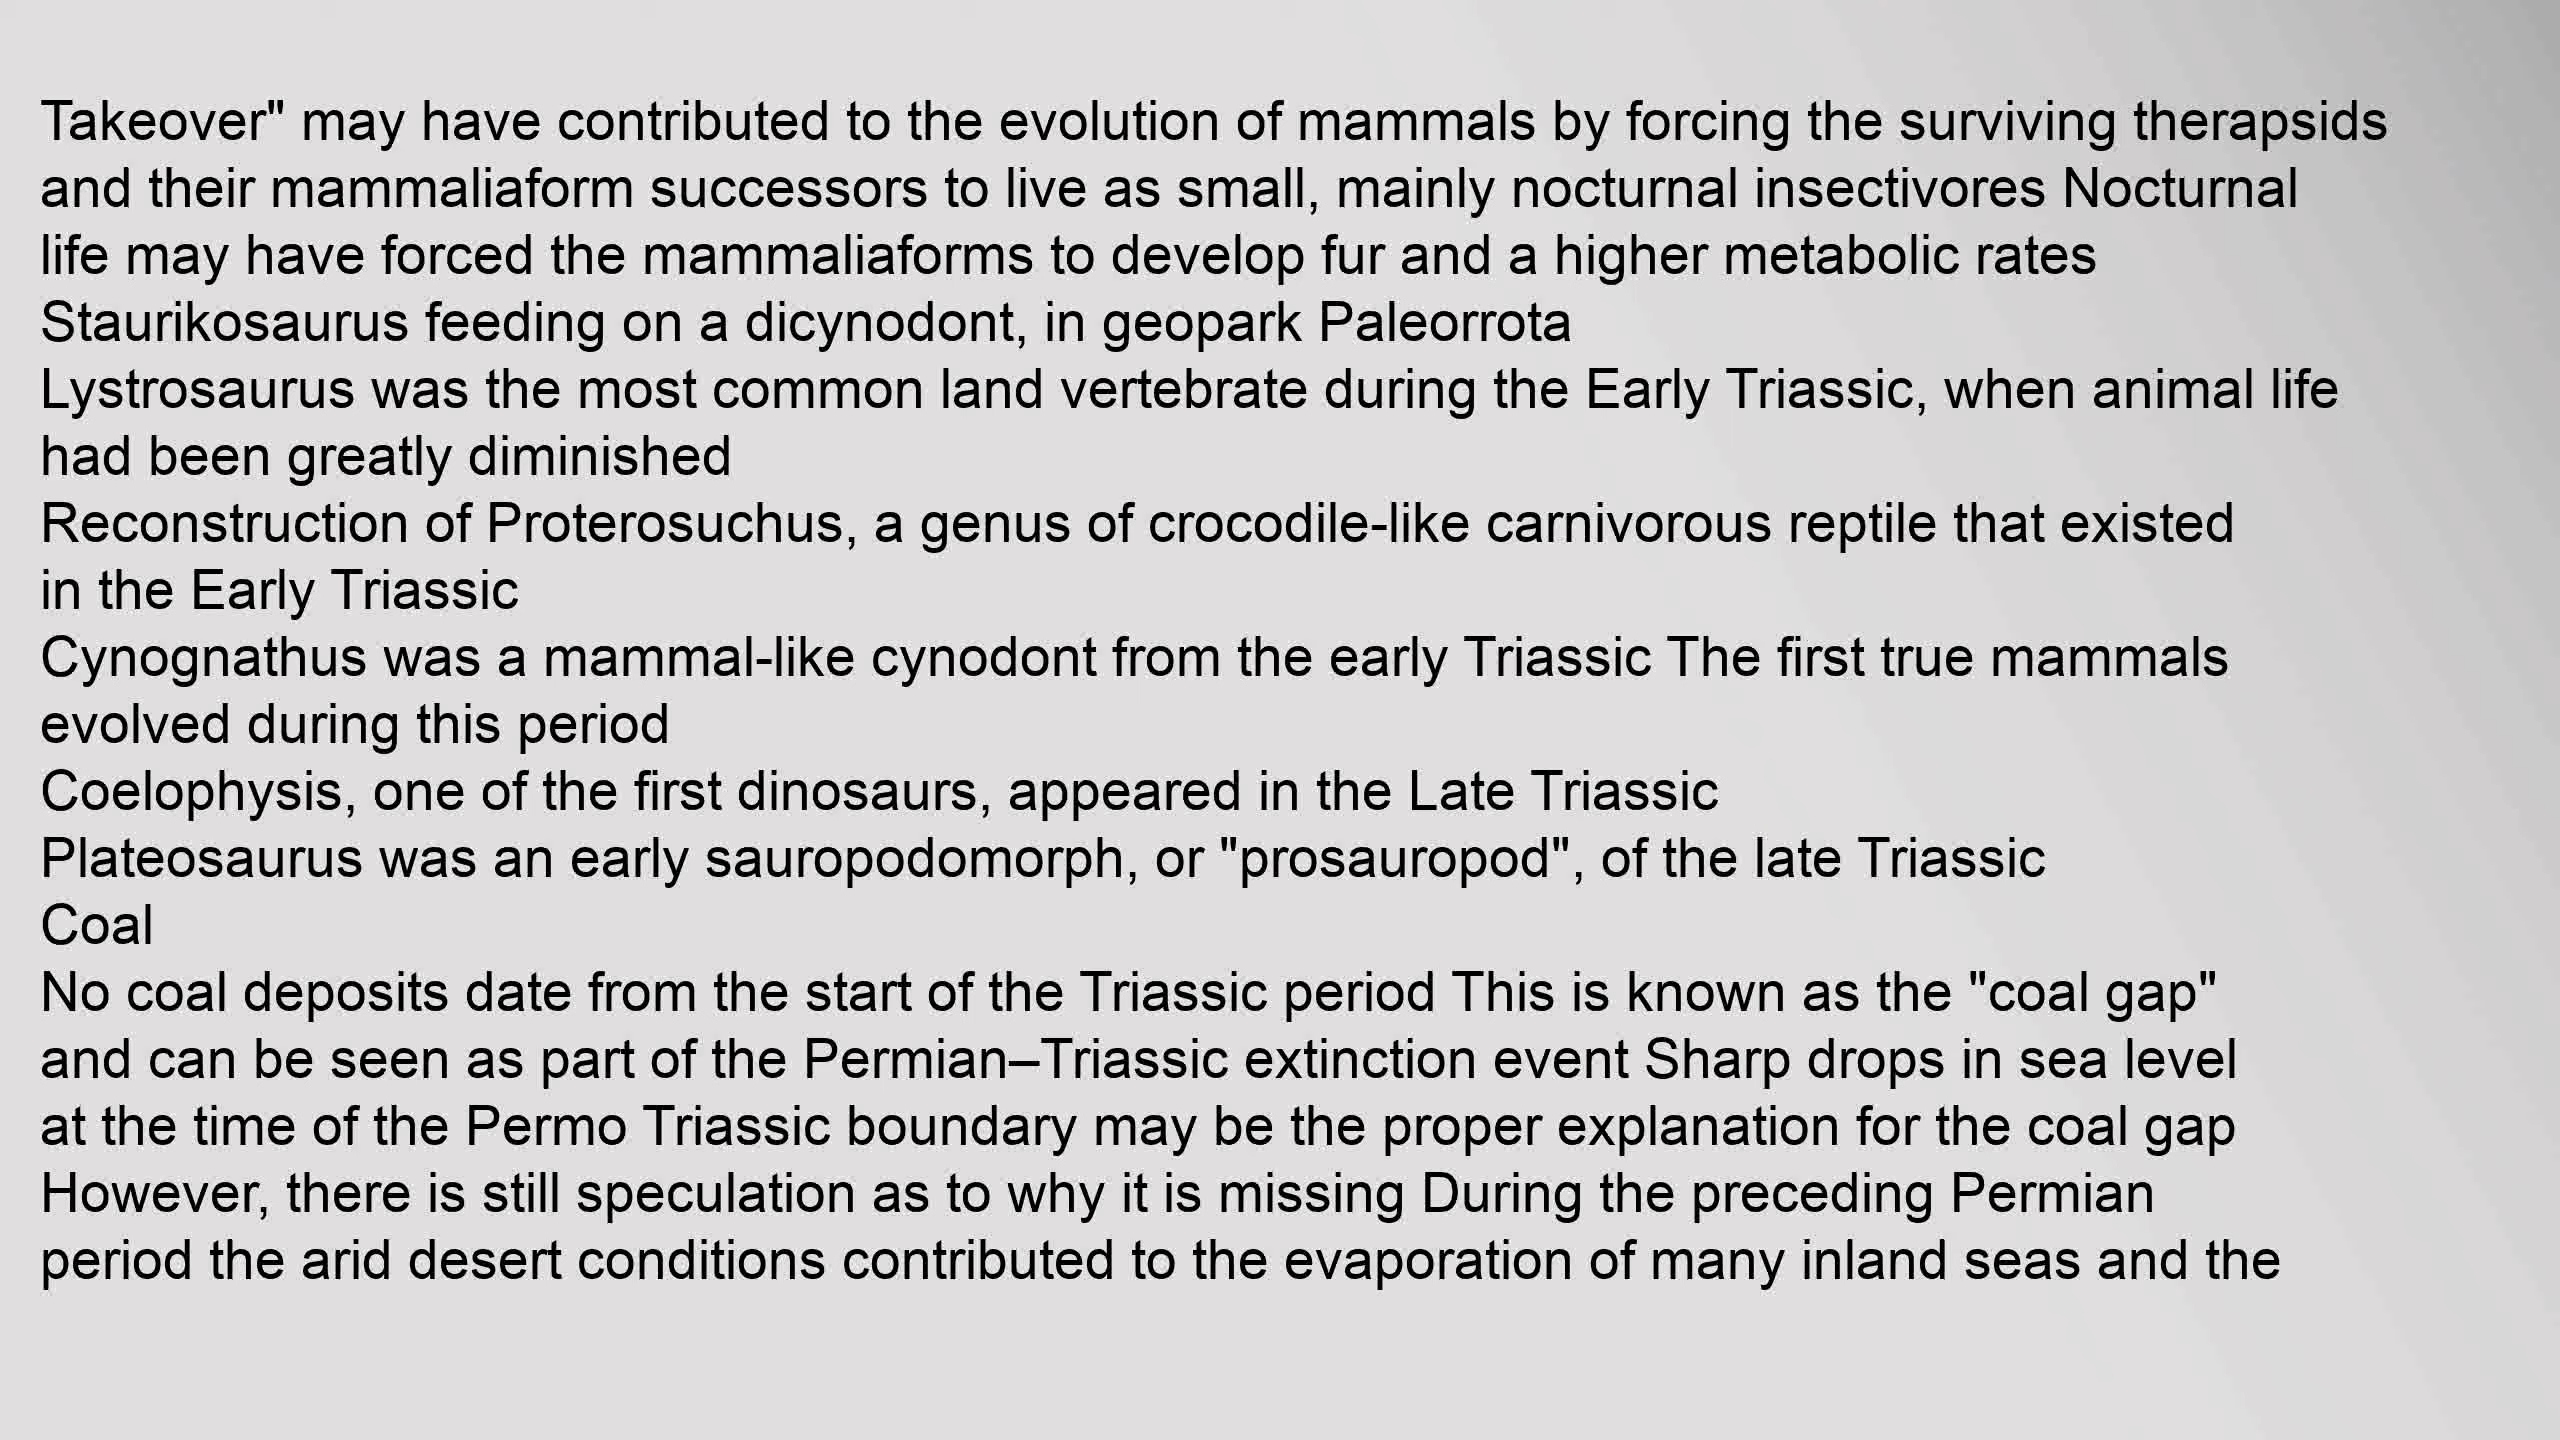 Takeover" may have contributed to the evolution of mammals by forcing the surviving therapsids
and their mammaliaform successors to live as small, mainly nocturnal insectivores Nocturnal
life may have forced the mammaliaforms to develop fur and a higher metabolic rates
Staurikosaurus feeding on a dicynodont, in geopark Paleorrota
Lystrosaurus was the most common land vertebrate during the Early Triassic, when animal life
had been greatly diminished
Reconstruction of Proterosuchus, a genus of crocodile-like carnivorous reptile that existed
in the Early Triassic
Cynognathus was a mammal-like cynodont from the early Triassic The first true mammals
evolved during this period
Coelophysis, one of the first dinosaurs, appeared in the Late Triassic
Plateosaurus was an early sauropodomorph, or "prosauropod", of the late Triassic
Coal
No coal deposits date from the start of the Triassic period This is known as the "coal gap"
and can be seen as part of the Permian–Triassic extinction event Sharp drops in sea level
at the time of the Permo Triassic boundary may be the proper explanation for the coal gap
However, there is still speculation as to why it is missing During the preceding Permian
period the arid desert conditions contributed to the evaporation of many inland seas and the